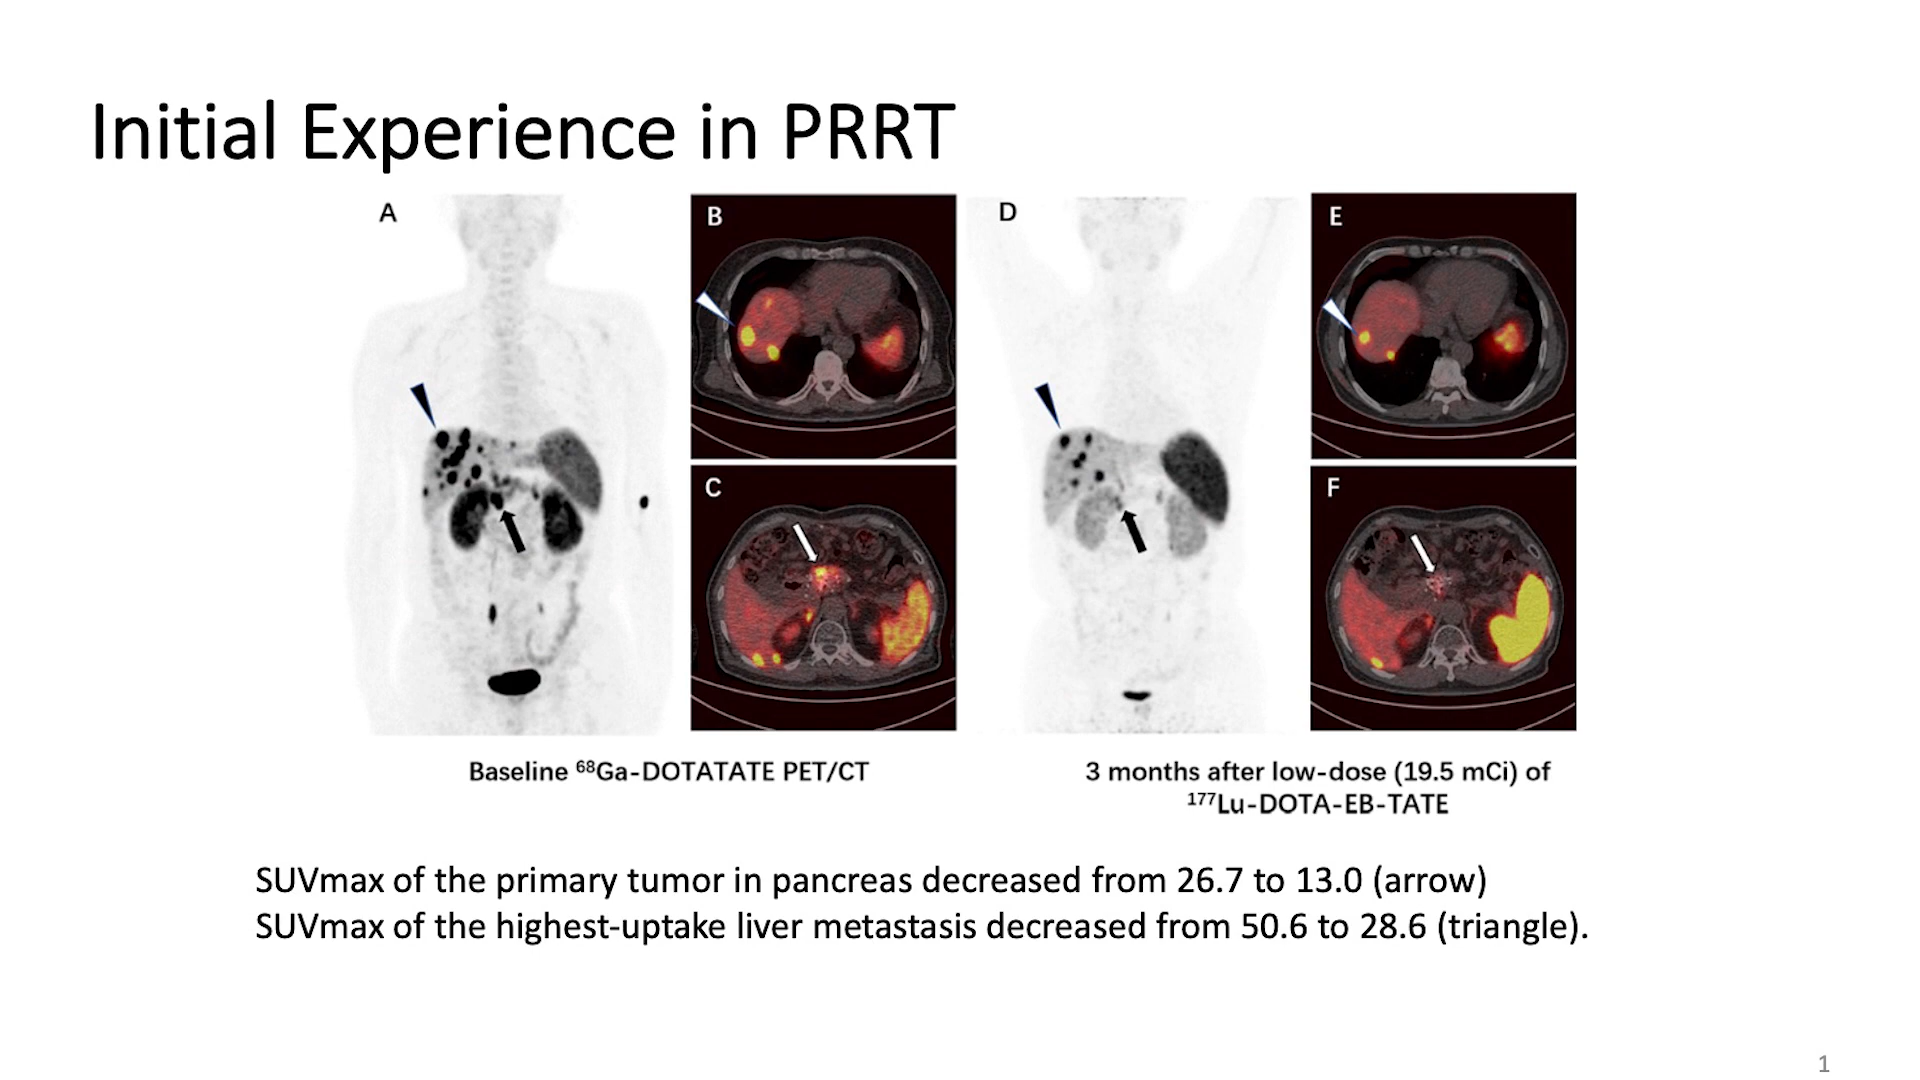 Initial Experience in PRRT
A
B
C
D
E
F
Baseline ⁶⁸Ga-DOTATATE PET/CT
3 months after low-dose (19.5 mCi) of
¹⁷⁷Lu-DOTA-EB-TATE
SUVmax of the primary tumor in pancreas decreased from 26.7 to 13.0 (arrow)
SUVmax of the highest-uptake liver metastasis decreased from 50.6 to 28.6 (triangle).
1